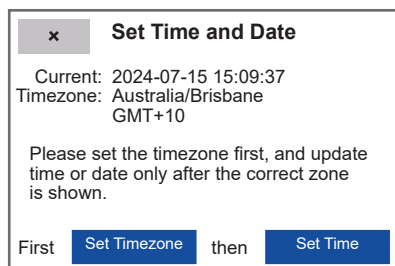 × Set Time and Date
Current: 2024-07-15 15:09:37
Timezone: Australia/Brisbane
GMT+10
Please set the timezone first, and update
time or date only after the correct zone
is shown.
First Set Timezone then Set Time